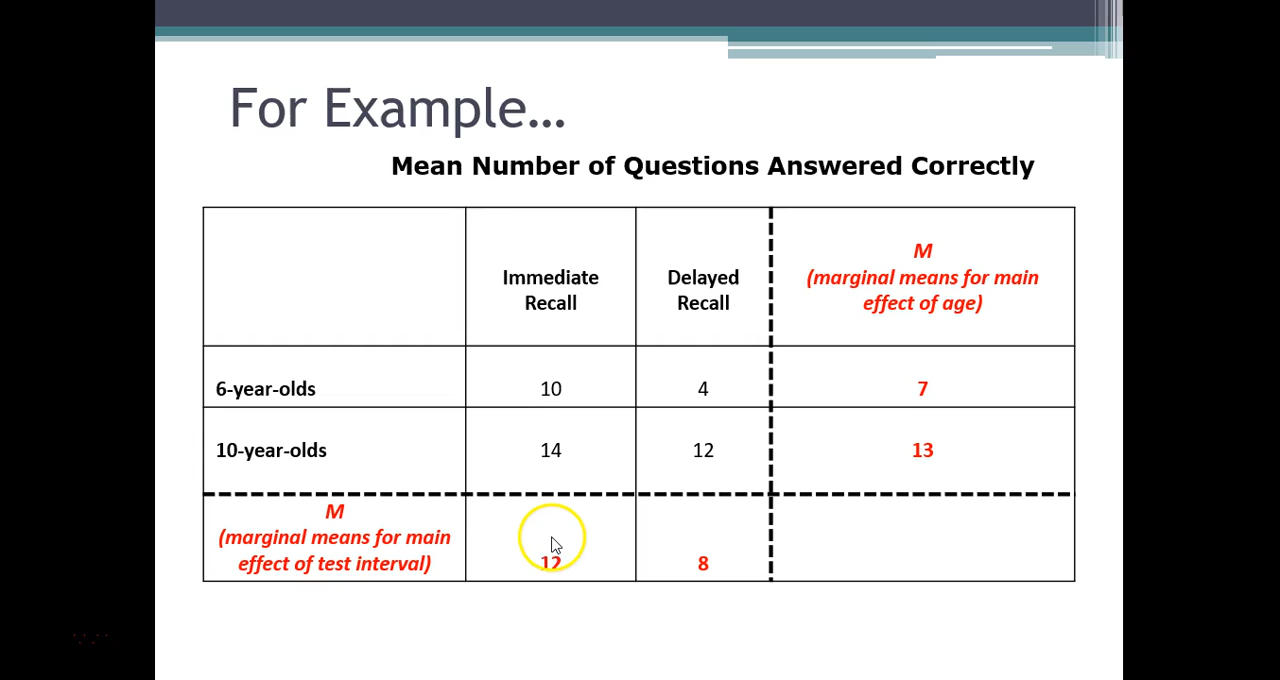 For Example...
Mean Number of Questions Answered Correctly
Immediate Recall
Delayed Recall
M
(marginal means for main
effect of age)
6-year-olds 10 4 7
10-year-olds 14 12 13
M
(marginal means for main
effect of test interval) 12 8